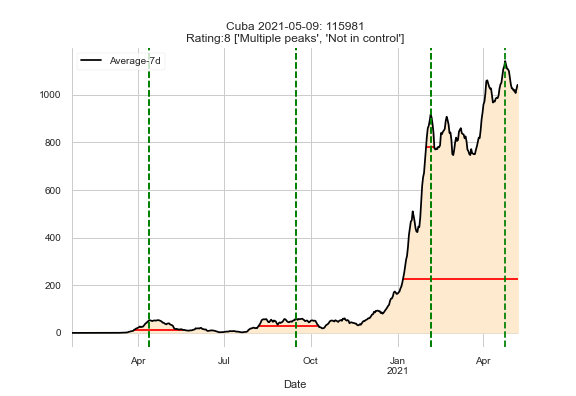 Cuba 2021-05-09: 115981
Rating:8 ['Multiple peaks', 'Not in control']
Average-7d
1000
800
600
400
200
0
Apr
Jul
Oct
Jan
2021
Apr
Date